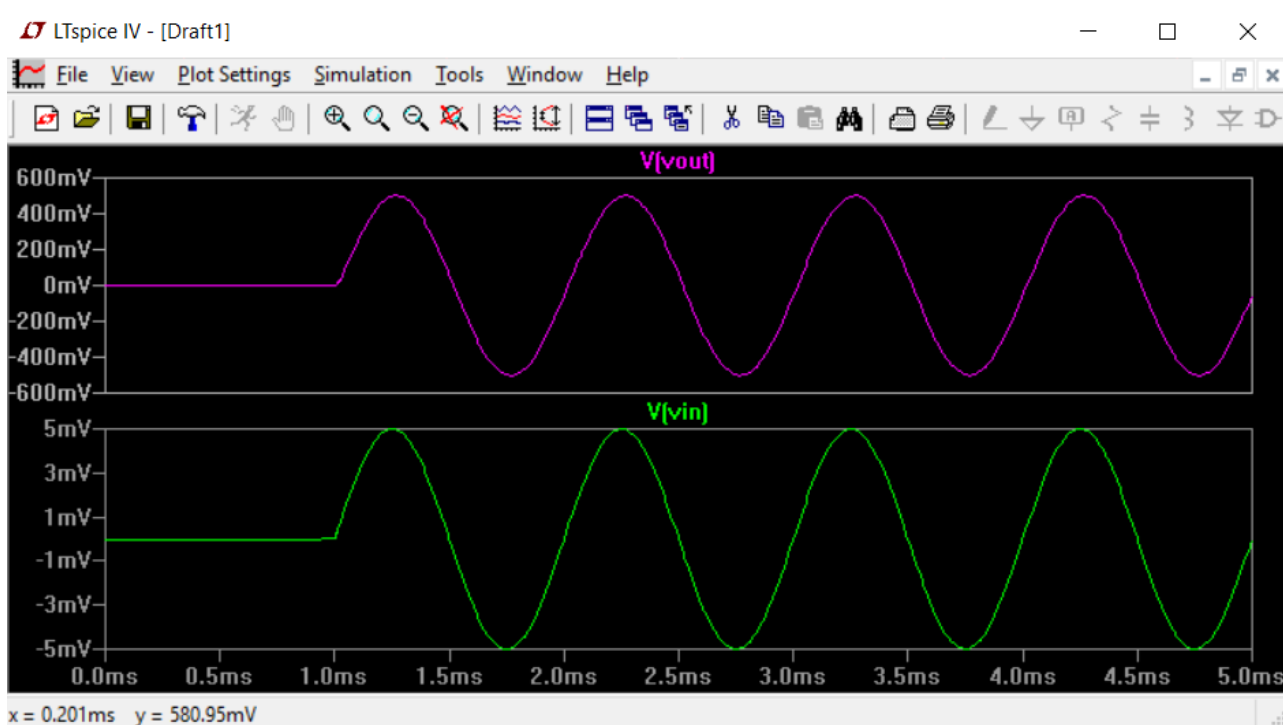 LTspice IV - [Draft1]
File View Plot Settings Simulation Tools Window Help
V(vout)
600mV
400mV
200mV
0mV
-200mV
-400mV
-600mV
V(vin)
5mV
3mV
1mV
-1mV
-3mV
-5mV
0.0ms 0.5ms 1.0ms 1.5ms 2.0ms 2.5ms 3.0ms 3.5ms 4.0ms 4.5ms 5.0ms
x = 0.201ms y = 580.95mV